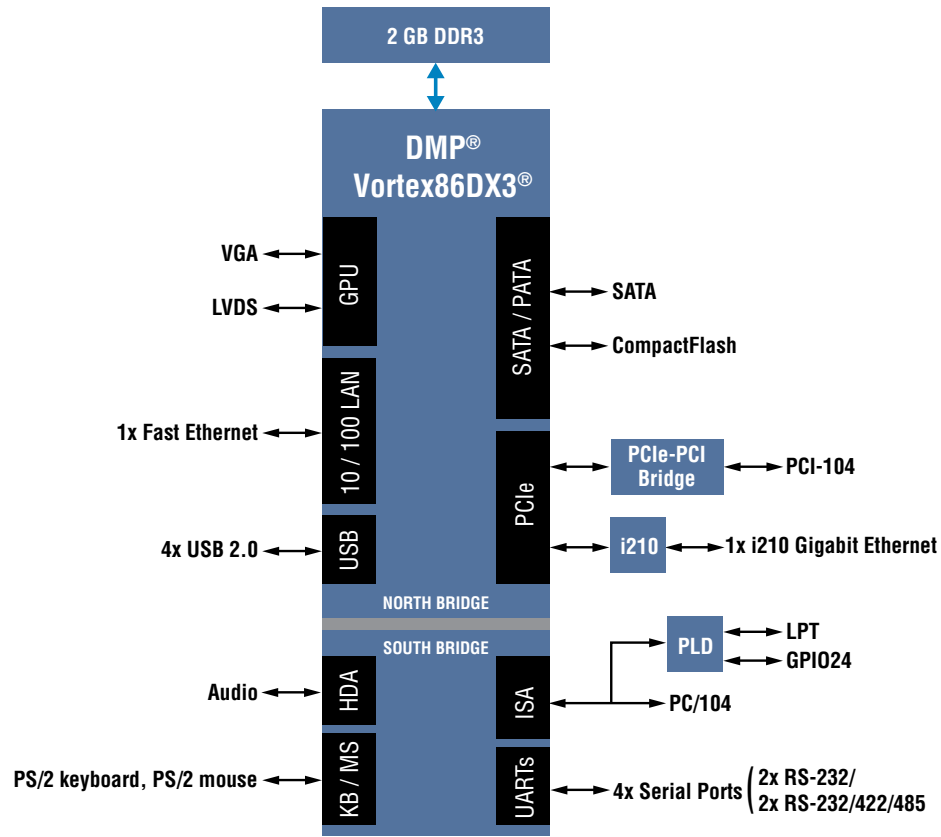 2 GB DDR3
DMP®
Vortex86DX3®
VGA
LVDS
GPU
SATA / PATA
SATA
CompactFlash
1x Fast Ethernet
10 / 100 LAN
PCIe
PCIe-PCI
Bridge
PCI-104
4x USB 2.0
USB
i210
1x i210 Gigabit Ethernet
NORTH BRIDGE
SOUTH BRIDGE
PLD
LPT
GPIO24
Audio
HDA
ISA
PC/104
PS/2 keyboard, PS/2 mouse
KB / MS
UARTs
4x Serial Ports
( 2x RS-232/
2x RS-232/422/485